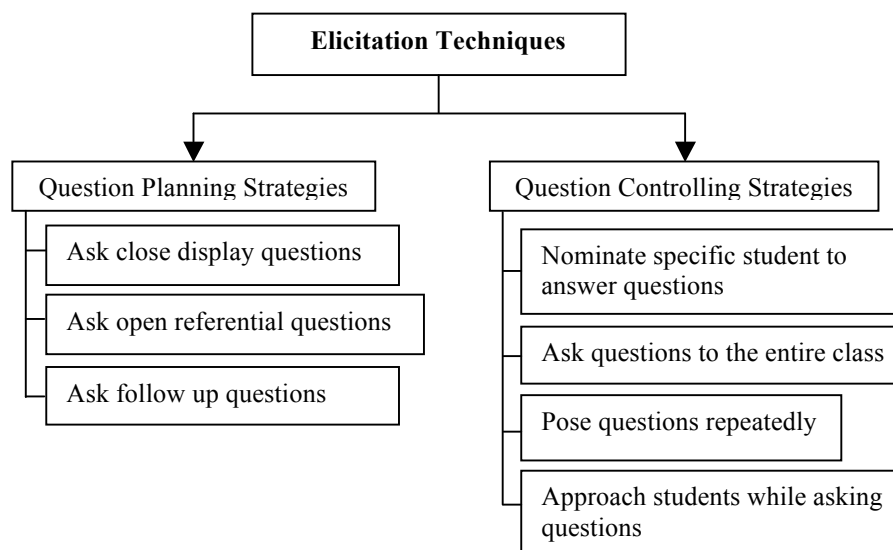 Elicitation Techniques
Question Planning Strategies
Ask close display questions
Ask open referential questions
Ask follow up questions
Question Controlling Strategies
Nominate specific student to
answer questions
Ask questions to the entire class
Pose questions repeatedly
Approach students while asking
questions